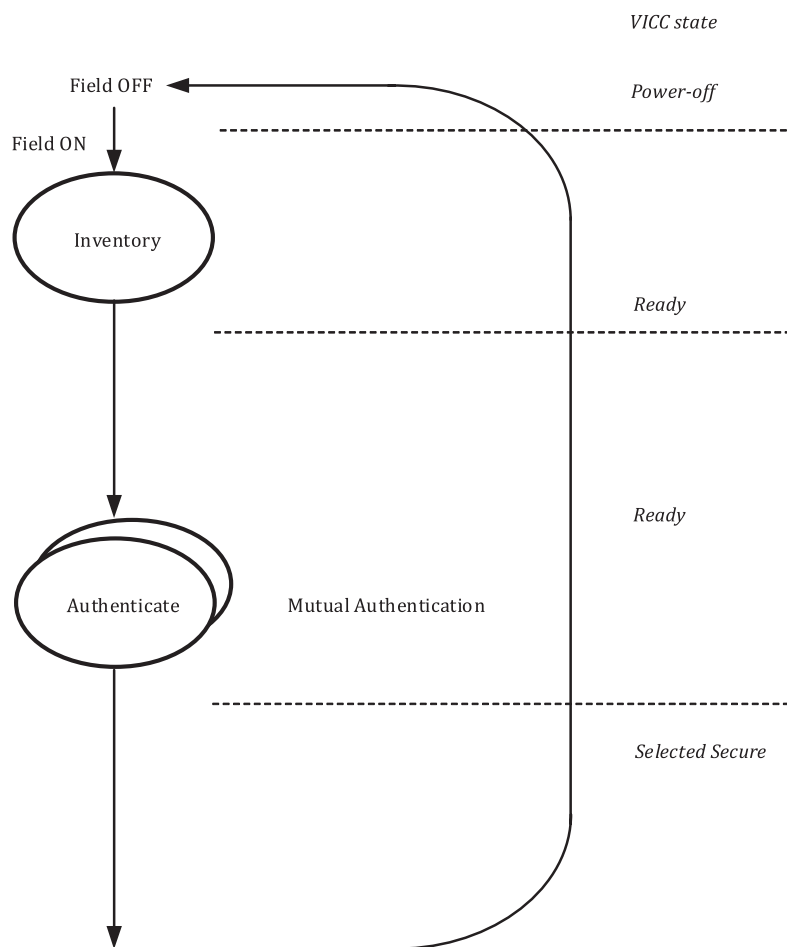 VICC state
Field OFF
Power-off
Field ON
Inventory
Ready
Ready
Authenticate
Mutual Authentication
Selected Secure